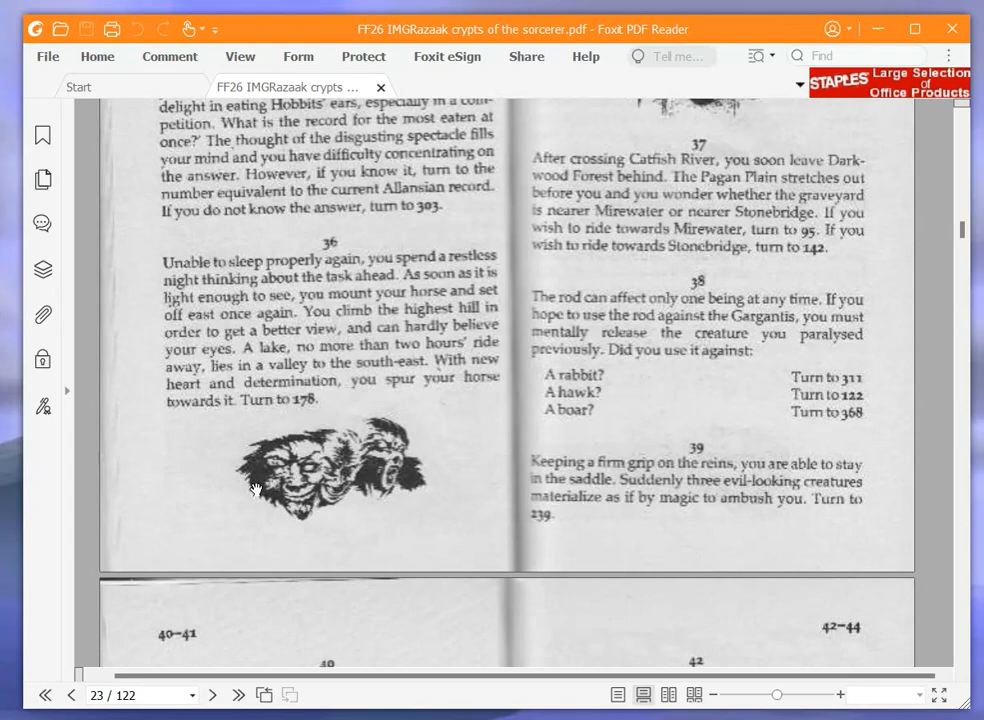 FF26 IMGRazaak crypts of the sorcerer.pdf - Foxit PDF Reader
File Home Comment View Form Protect Foxit eSign Share Help Tell me... Find
Start FF26 IMGRazaak crypts ...
STAPLES Large Selection
of
Office Products
delight in eating Hobbits' ears, especially in a com-
petition. What is the record for the most eaten at
once?' The thought of the disgusting spectacle fills
your mind and you have difficulty concentrating on
the answer. However, if you know it, turn to the
number equivalent to the current Allansian record.
If you do not know the answer, turn to 303.
36
Unable to sleep properly again, you spend a restless
night thinking about the task ahead. As soon as it is
light enough to see, you mount your horse and set
off east once again. You climb the highest hill in
order to get a better view, and can hardly believe
your eyes. A lake, no more than two hours' ride
away, lies in a valley to the south-east. With new
heart and determination, you spur your horse
towards it. Turn to 178.
37
After crossing Catfish River, you soon leave Dark-
wood Forest behind. The Pagan Plain stretches out
before you and you wonder whether the graveyard
is nearer Mirewater or nearer Stonebridge. If you
wish to ride towards Mirewater, turn to 95. If you
wish to ride towards Stonebridge, turn to 142.
38
The rod can affect only one being at any time. If you
hope to use the rod against the Gargantis, you must
mentally release the creature you paralysed
previously. Did you use it against:
A rabbit? Turn to 311
A hawk? Turn to 122
A boar? Turn to 368
39
Keeping a firm grip on the reins, you are able to stay
in the saddle. Suddenly three evil-looking creatures
materialize as if by magic to ambush you. Turn to
239.
40–41
40
42–44
42
23 / 122